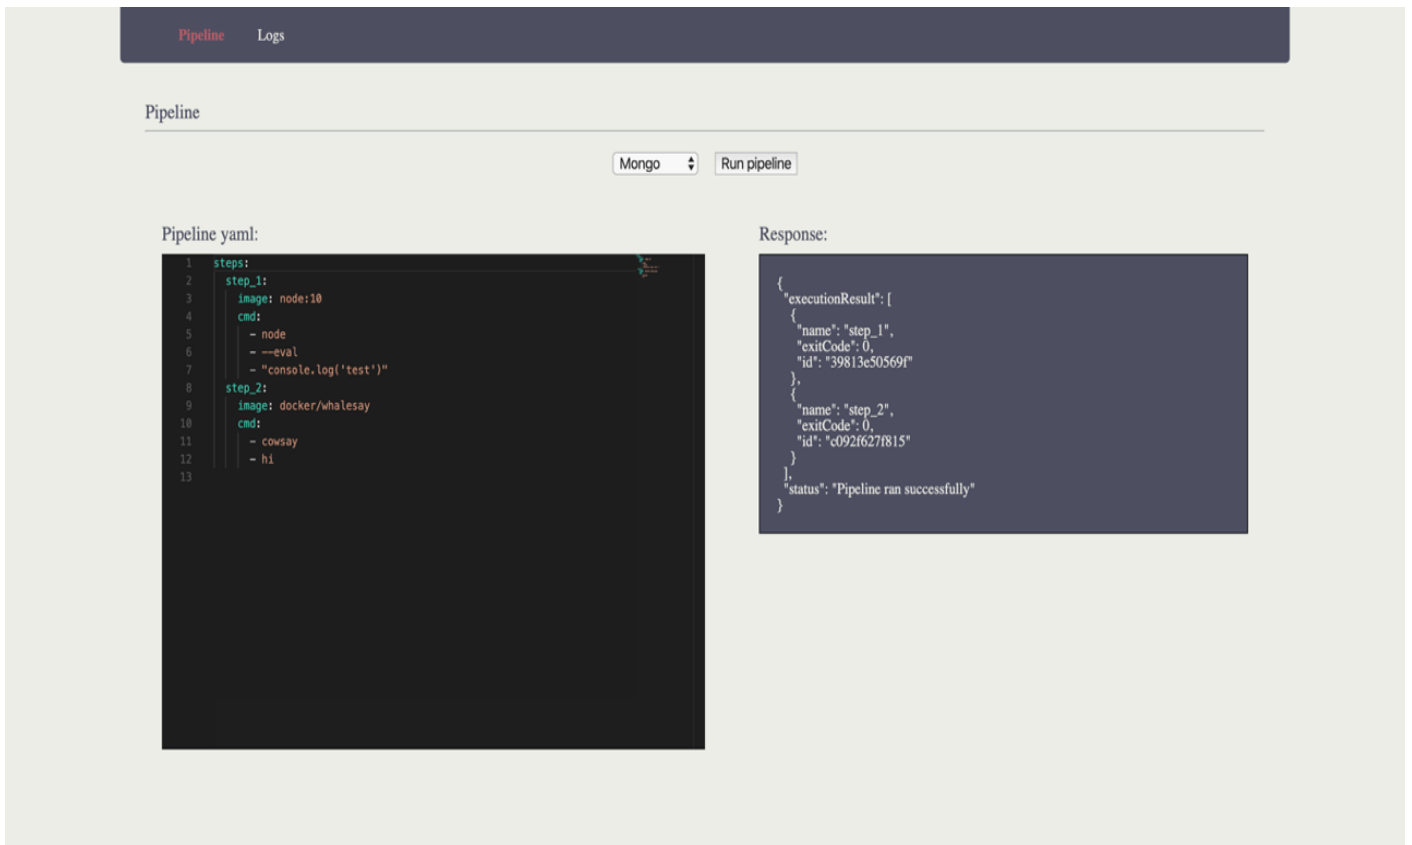 Pipeline Logs
Pipeline
Mongo Run pipeline
Pipeline yaml:
1 steps:
2 step_1:
3 image: node:10
4 cmd:
5 - node
6 - --eval
7 - "console.log('test')"
8 step_2:
9 image: docker/whalesay
10 cmd:
11 - cowsay
12 - hi
13
Response:
{
"executionResult": [
{
"name": "step_1",
"exitCode": 0,
"id": "39813e50569f"
},
{
"name": "step_2",
"exitCode": 0,
"id": "c092f627f815"
}
],
"status": "Pipeline ran successfully"
}